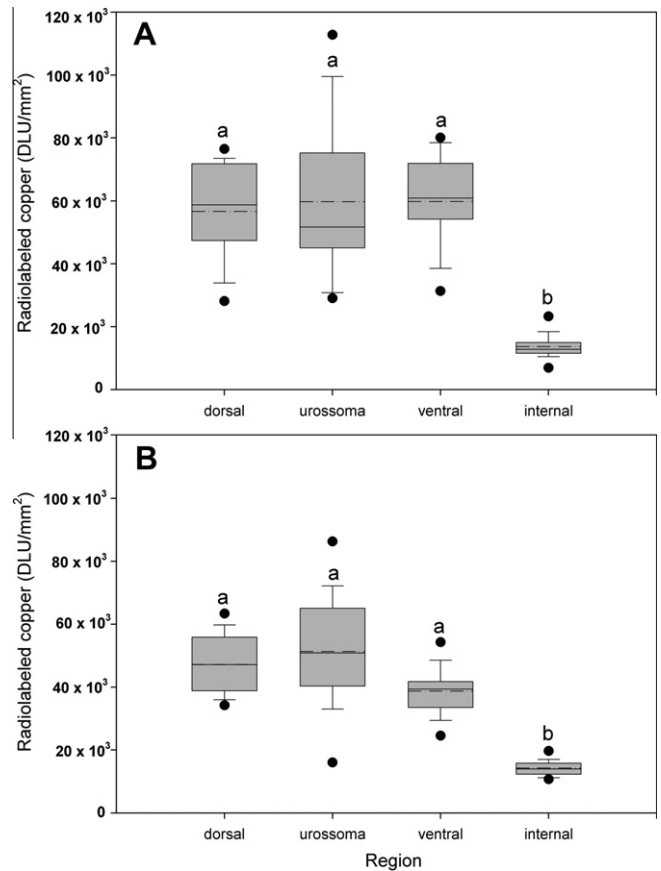 A
Radiolabeled copper (DLU/mm²)
120 x 10³
100 x 10³
80 x 10³
60 x 10³
40 x 10³
20 x 10³
0
a
a
a
b
dorsal
urossoma
ventral
internal
B
Radiolabeled copper (DLU/mm²)
120 x 10³
100 x 10³
80 x 10³
60 x 10³
40 x 10³
20 x 10³
0
a
a
a
b
dorsal
urossoma
ventral
internal
Region